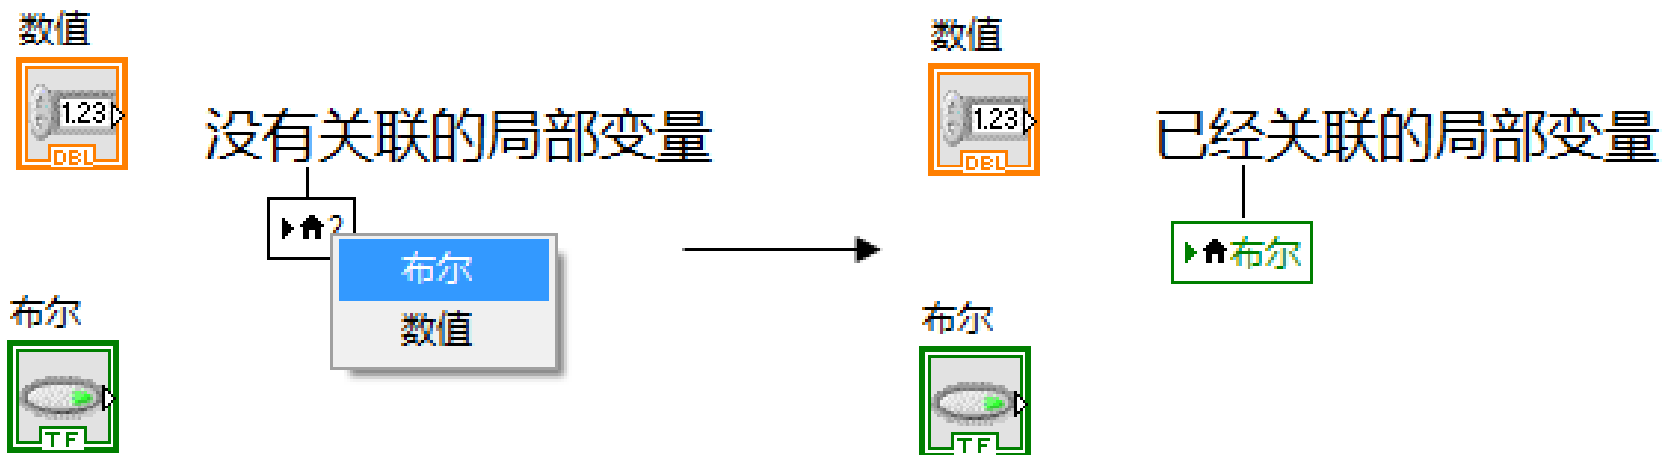 数值
1.23
DBL
没有关联的局部变量
?
布尔
数值
布尔
TF
数值
1.23
DBL
已经关联的局部变量
布尔
布尔
TF